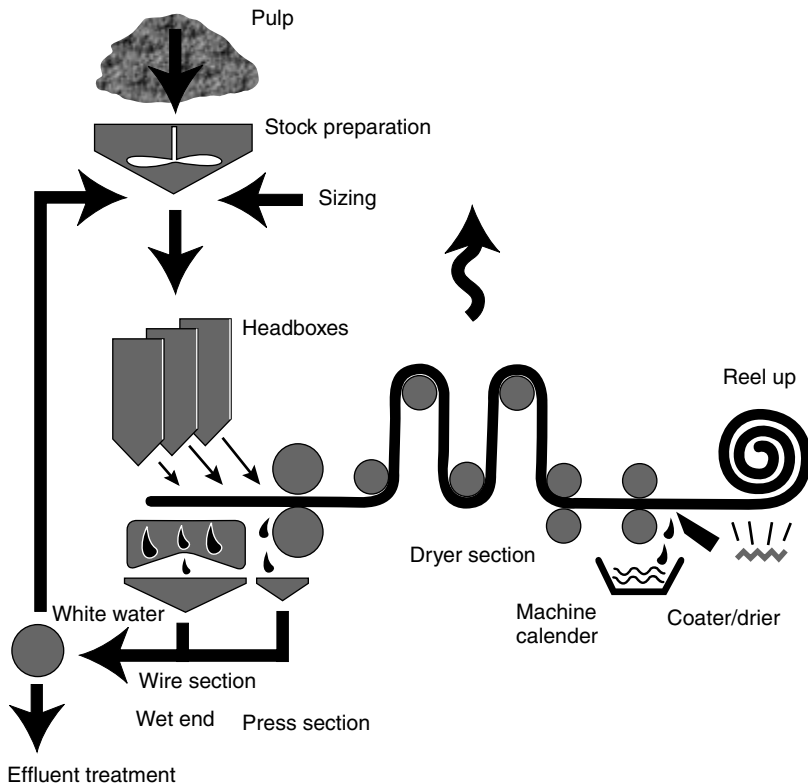 Pulp
Stock preparation
Sizing
Headboxes
Reel up
Dryer section
Machine
calender
Coater/drier
White water
Wire section
Wet end
Press section
Effluent treatment